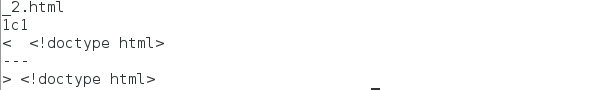 _2.html
1c1
<  <!doctype html>
---
> <!doctype html>